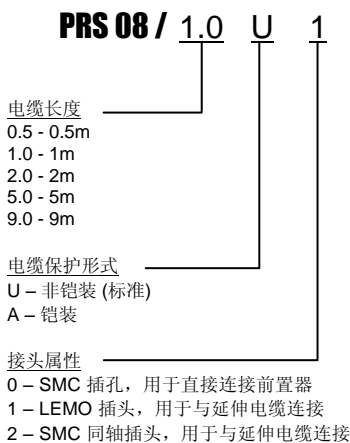 PRS 08 / 1.0 U 1
电缆长度
0.5 - 0.5m
1.0 - 1m
2.0 - 2m
5.0 - 5m
9.0 - 9m
电缆保护形式
U – 非铠装 (标准)
A – 铠装
接头属性
0 – SMC 插孔，用于直接连接前置器
1 – LEMO 插头，用于与延伸电缆连接
2 – SMC 同轴插头，用于与延伸电缆连接